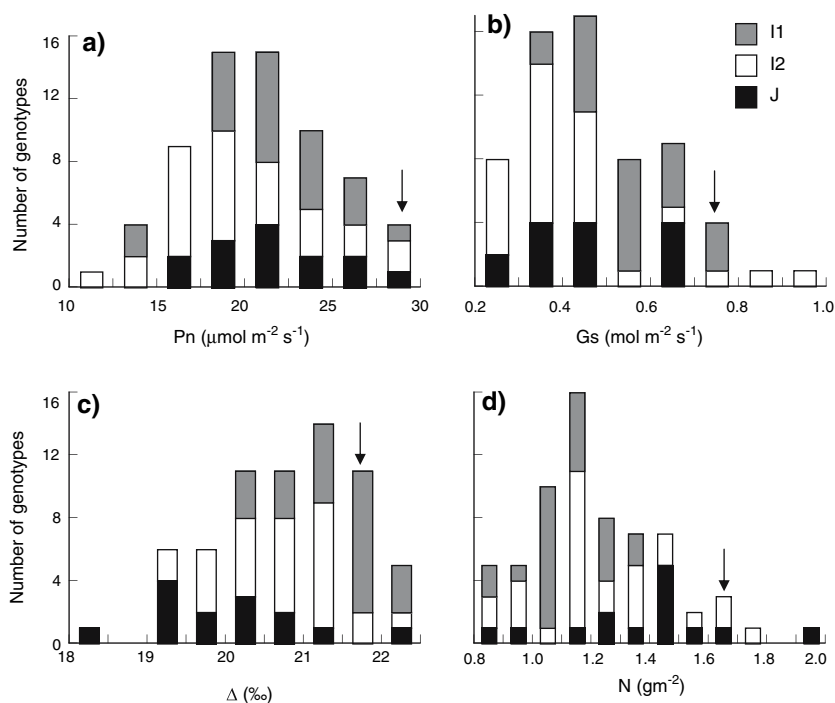 a)
Number of genotypes
16
12
8
4
0
10
15
20
25
30
Pn (μmol m⁻² s⁻¹)
b)
I1
I2
J
0.2
0.4
0.6
0.8
1.0
Gs (mol m⁻² s⁻¹)
c)
Number of genotypes
16
12
8
4
0
18
19
20
21
22
Δ (‰)
d)
0.8
1.0
1.2
1.4
1.6
1.8
2.0
N (gm⁻²)